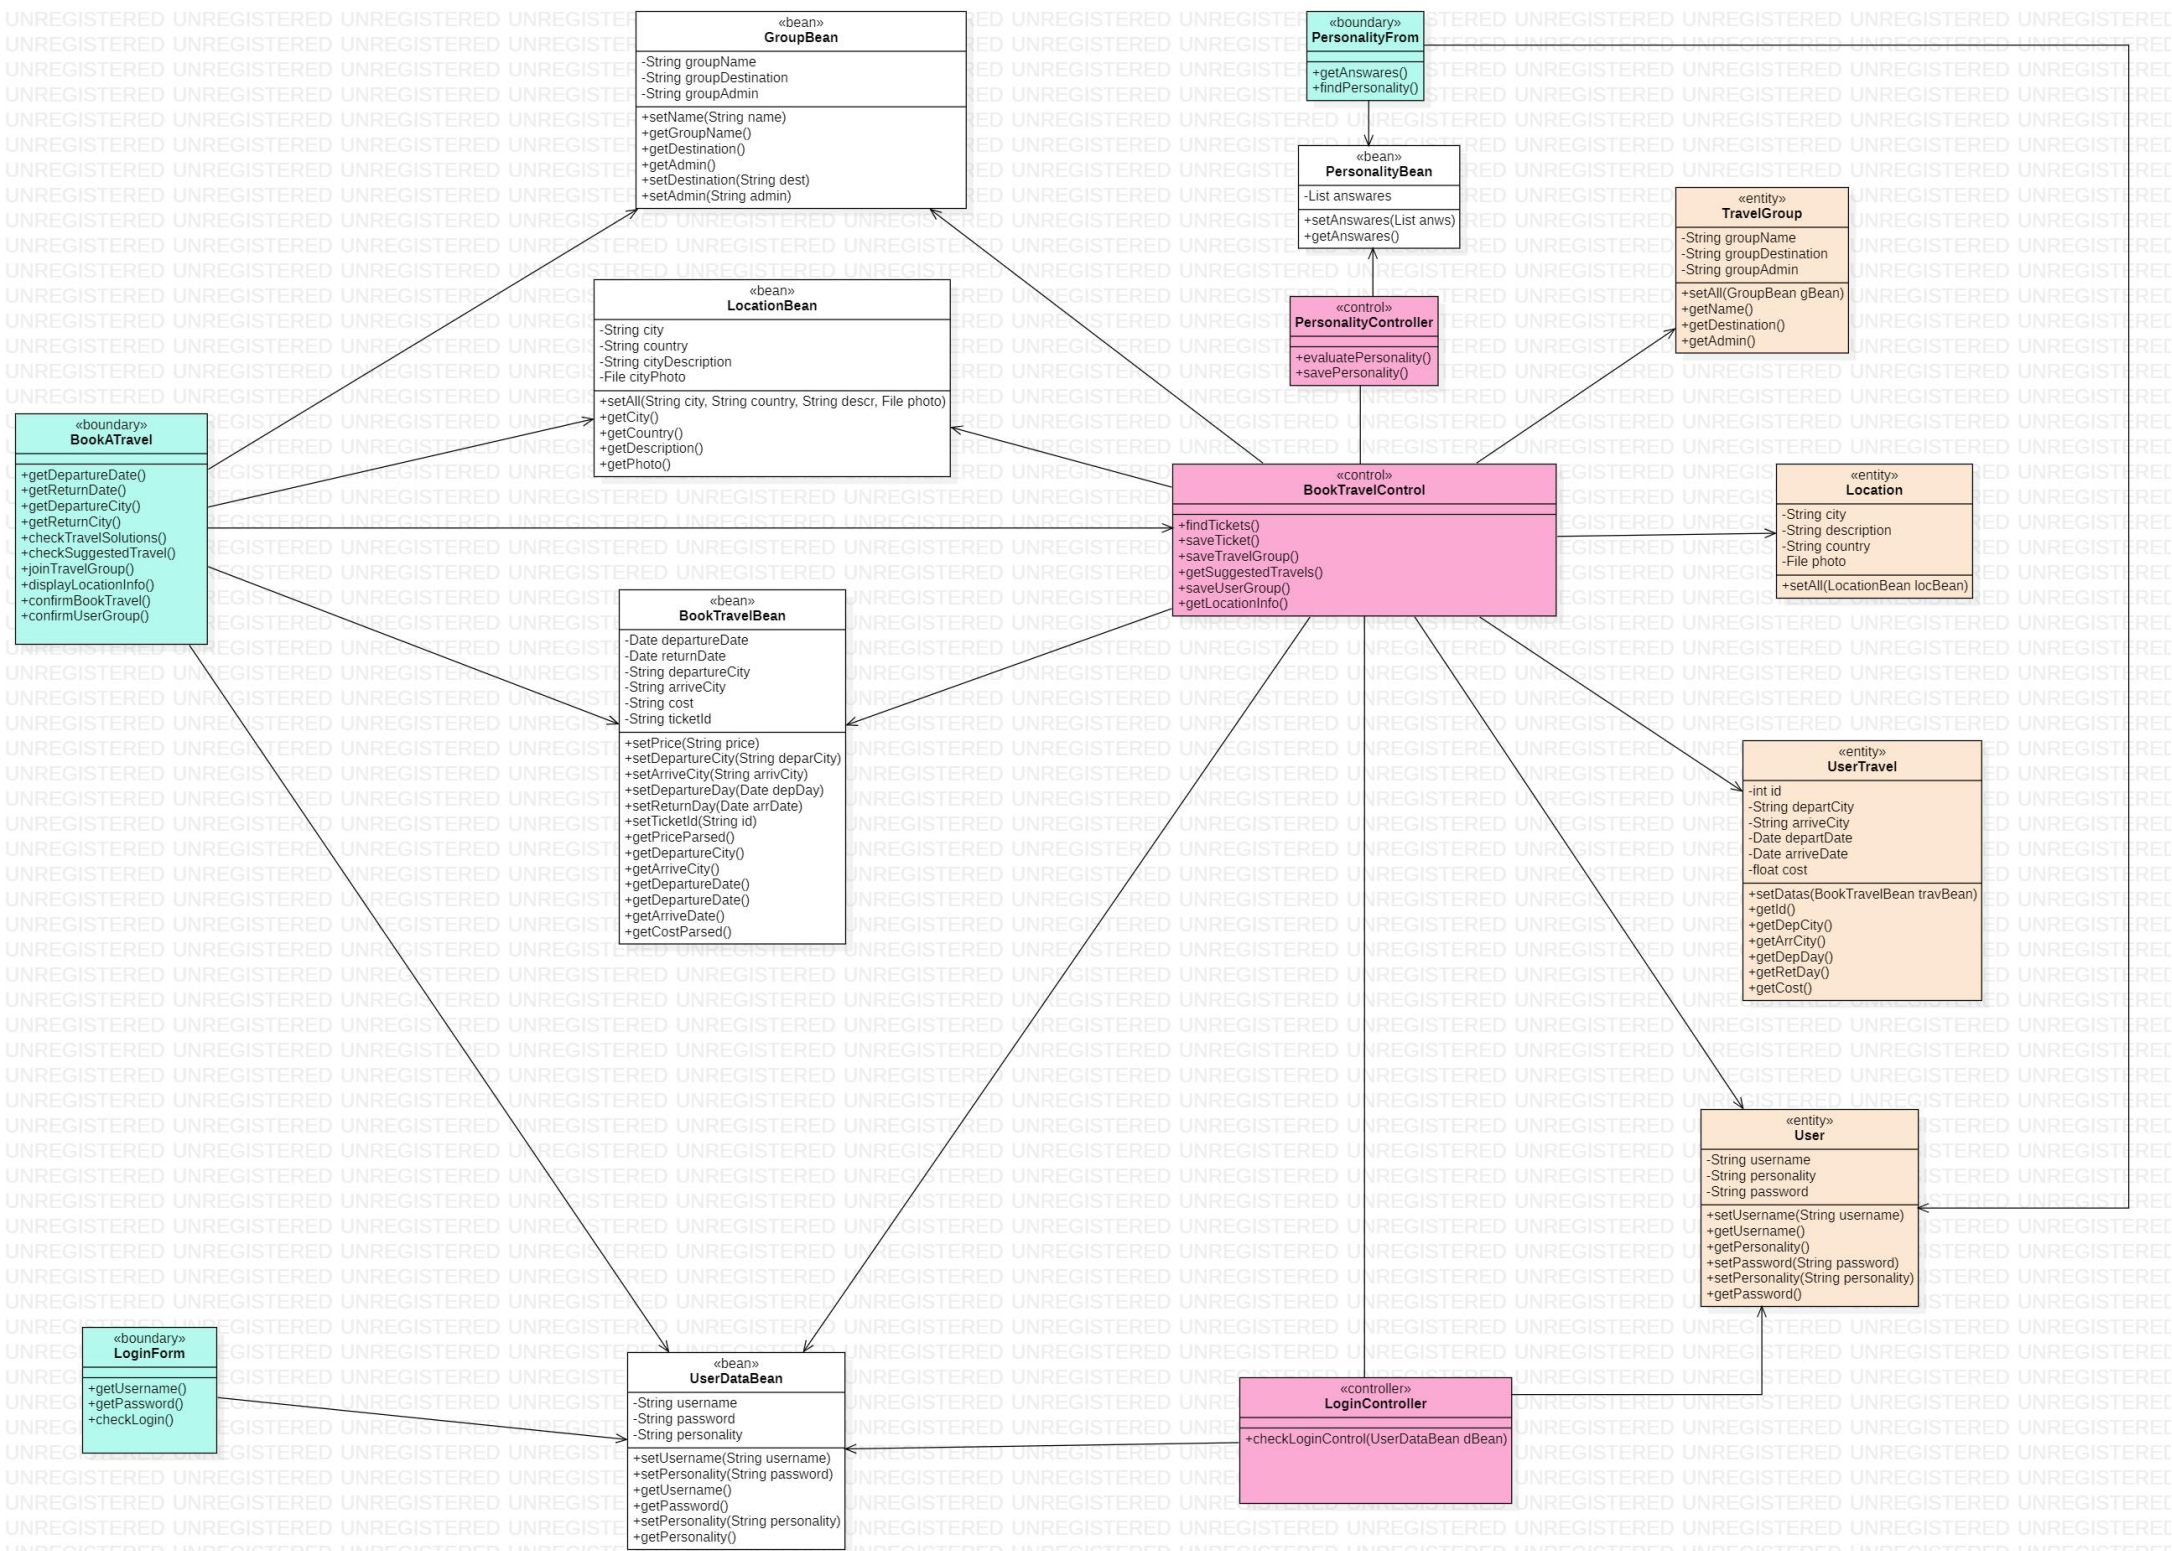 «bean»
GroupBean
-String groupName
-String groupDestination
-String groupAdmin
+setName(String name)
+getGroupName()
+getDestination()
+getAdmin()
+setDestination(String dest)
+setAdmin(String admin)
«boundary»
PersonalityFrom
+getAnswares()
+findPersonality()
«bean»
PersonalityBean
-List answares
+setAnswares(List anws)
+getAnswares()
«entity»
TravelGroup
-String groupName
-String groupDestination
-String groupAdmin
+setAll(GroupBean gBean)
+getName()
+getDestination()
+getAdmin()
«bean»
LocationBean
-String city
-String country
-String cityDescription
-File cityPhoto
+setAll(String city, String country, String descr, File photo)
+getCity()
+getCountry()
+getDescription()
+getPhoto()
«control»
PersonalityController
+evaluatePersonality()
+savePersonality()
«boundary»
BookATravel
+getDepartureDate()
+getReturnDate()
+getDepartureCity()
+getReturnCity()
+checkTravelSolutions()
+checkSuggestedTravel()
+joinTravelGroup()
+displayLocationInfo()
+confirmBookTravel()
+confirmUserGroup()
«control»
BookTravelControl
+findTickets()
+saveTicket()
+saveTravelGroup()
+getSuggestedTravels()
+saveUserGroup()
+getLocationInfo()
«entity»
Location
-String city
-String description
-String country
-File photo
+setAll(LocationBean locBean)
«bean»
BookTravelBean
-Date departureDate
-Date returnDate
-String departureCity
-String arriveCity
-String cost
-String ticketId
+setPrice(String price)
+setDepartureCity(String deparCity)
+setArriveCity(String arrivCity)
+setDepartureDay(Date depDay)
+setReturnDay(Date arrDate)
+setTicketId(String id)
+getPriceParsed()
+getDepartureCity()
+getArriveCity()
+getDepartureDate()
+getDepartureDate()
+getArriveDate()
+getCostParsed()
«entity»
UserTravel
-int id
-String departCity
-String arriveCity
-Date departDate
-Date arriveDate
-float cost
+setDatas(BookTravelBean travBean)
+getId()
+getDepCity()
+getArrCity()
+getDepDay()
+getRetDay()
+getCost()
«entity»
User
-String username
-String personality
-String password
+setUsername(String username)
+getUsername()
+getPersonality()
+setPassword(String password)
+setPersonality(String personality)
+getPassword()
«boundary»
LoginForm
+getUsername()
+getPassword()
+checkLogin()
«bean»
UserDataBean
-String username
-String password
-String personality
+setUsername(String username)
+setPersonality(String password)
+getUsername()
+getPassword()
+setPersonality(String personality)
+getPersonality()
«controller»
LoginController
+checkLoginControl(UserDataBean dBean)
UNREGISTERED